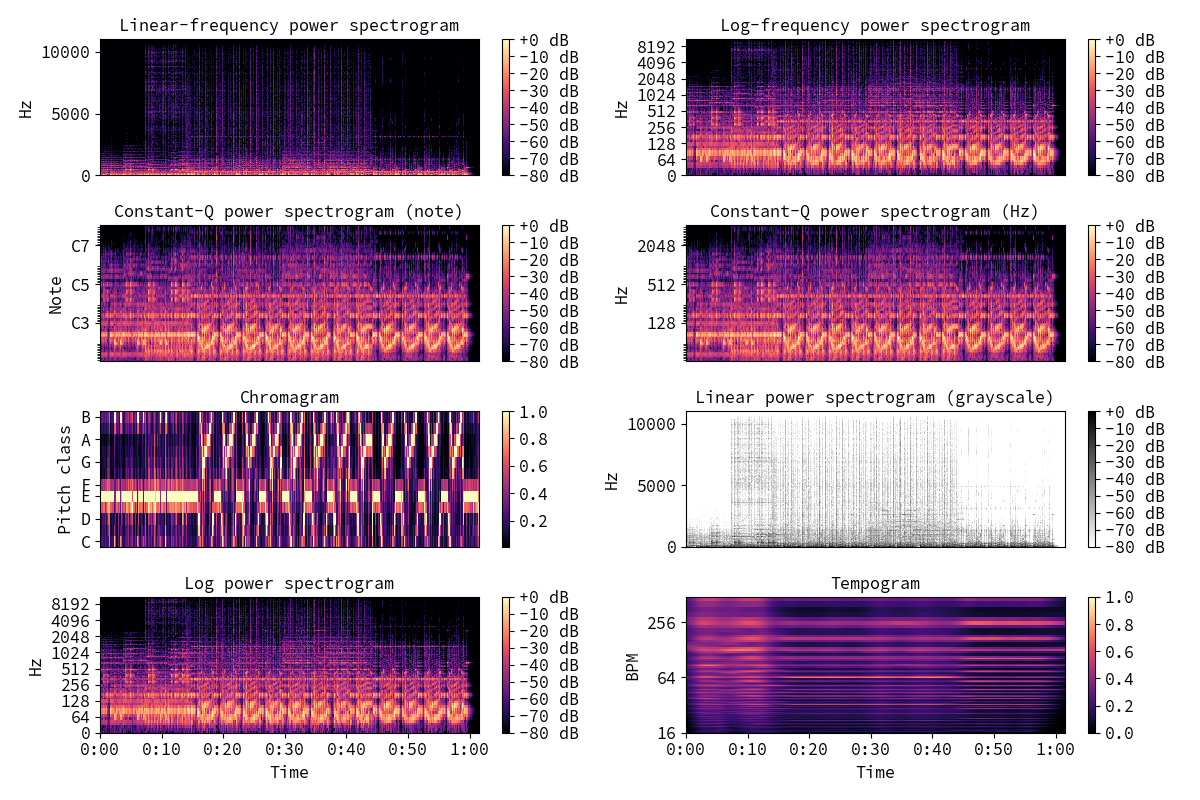 Linear-frequency power spectrogram
Hz
10000
5000
0
+0 dB
-10 dB
-20 dB
-30 dB
-40 dB
-50 dB
-60 dB
-70 dB
-80 dB
Log-frequency power spectrogram
Hz
8192
4096
2048
1024
512
256
128
64
0
+0 dB
-10 dB
-20 dB
-30 dB
-40 dB
-50 dB
-60 dB
-70 dB
-80 dB
Constant-Q power spectrogram (note)
Note
C7
C5
C3
+0 dB
-10 dB
-20 dB
-30 dB
-40 dB
-50 dB
-60 dB
-70 dB
-80 dB
Constant-Q power spectrogram (Hz)
Hz
2048
512
128
+0 dB
-10 dB
-20 dB
-30 dB
-40 dB
-50 dB
-60 dB
-70 dB
-80 dB
Chromagram
Pitch class
B
A
G
F
E
D
C
1.0
0.8
0.6
0.4
0.2
Linear power spectrogram (grayscale)
Hz
10000
5000
0
+0 dB
-10 dB
-20 dB
-30 dB
-40 dB
-50 dB
-60 dB
-70 dB
-80 dB
Log power spectrogram
Hz
8192
4096
2048
1024
512
256
128
64
0
0:00 0:10 0:20 0:30 0:40 0:50 1:00
Time
+0 dB
-10 dB
-20 dB
-30 dB
-40 dB
-50 dB
-60 dB
-70 dB
-80 dB
Tempogram
BPM
256
64
16
0:00 0:10 0:20 0:30 0:40 0:50 1:00
Time
1.0
0.8
0.6
0.4
0.2
0.0